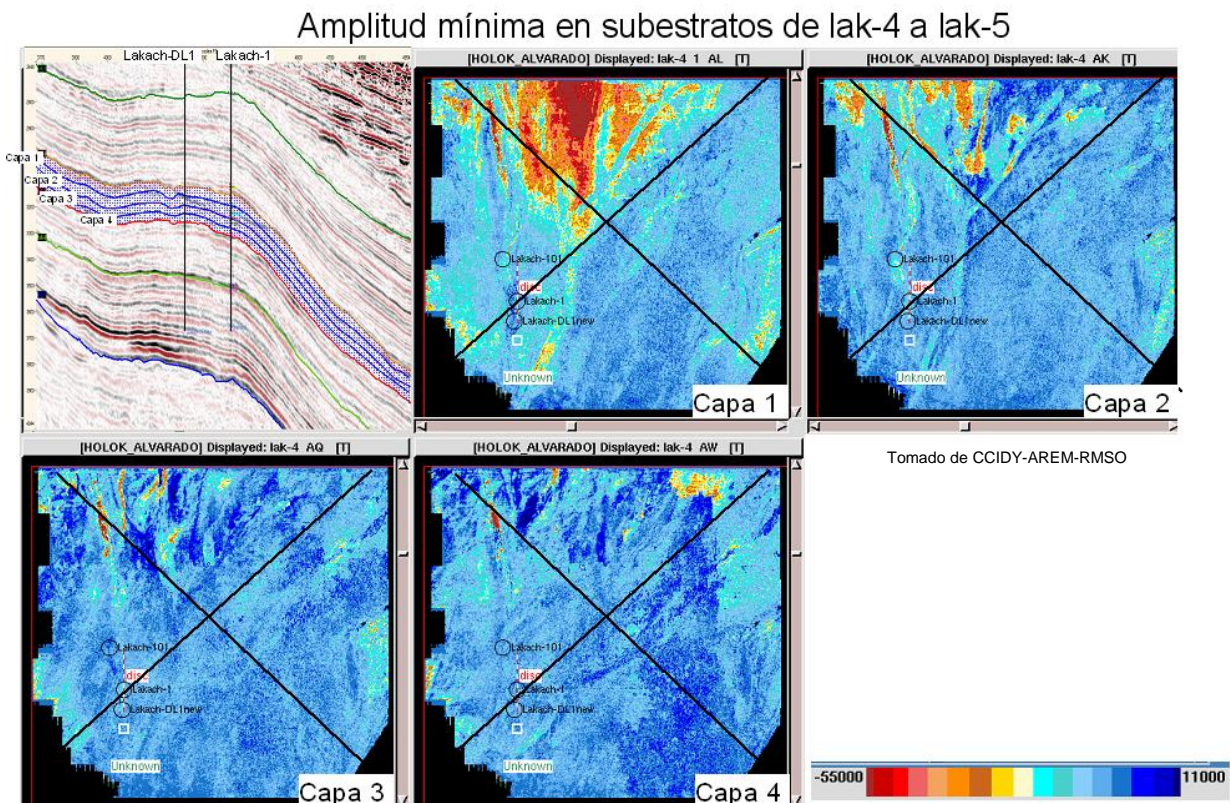 Amplitud mínima en subestratos de lak-4 a lak-5
Lakach-DL1 Lakach-1
Capa 1
Capa 2
Capa 3
Capa 4
[HOLOK_ALVARADO] Displayed: lak-4 1 AL [T]
Lakach-101
disc
Lakach-1
Lakach-DL1new
Unknown
Capa 1
[HOLOK_ALVARADO] Displayed: lak-4 AK [T]
Lakach-101
disc
Lakach-1
Lakach-DL1new
Unknown
Capa 2
[HOLOK_ALVARADO] Displayed: lak-4 AQ [T]
Lakach-101
disc
Lakach-1
Lakach-DL1new
Unknown
Capa 3
[HOLOK_ALVARADO] Displayed: lak-4 AW [T]
Lakach-101
disc
Lakach-1
Lakach-DL1new
Unknown
Capa 4
Tomado de CCIDY-AREM-RMSO
-55000 11000